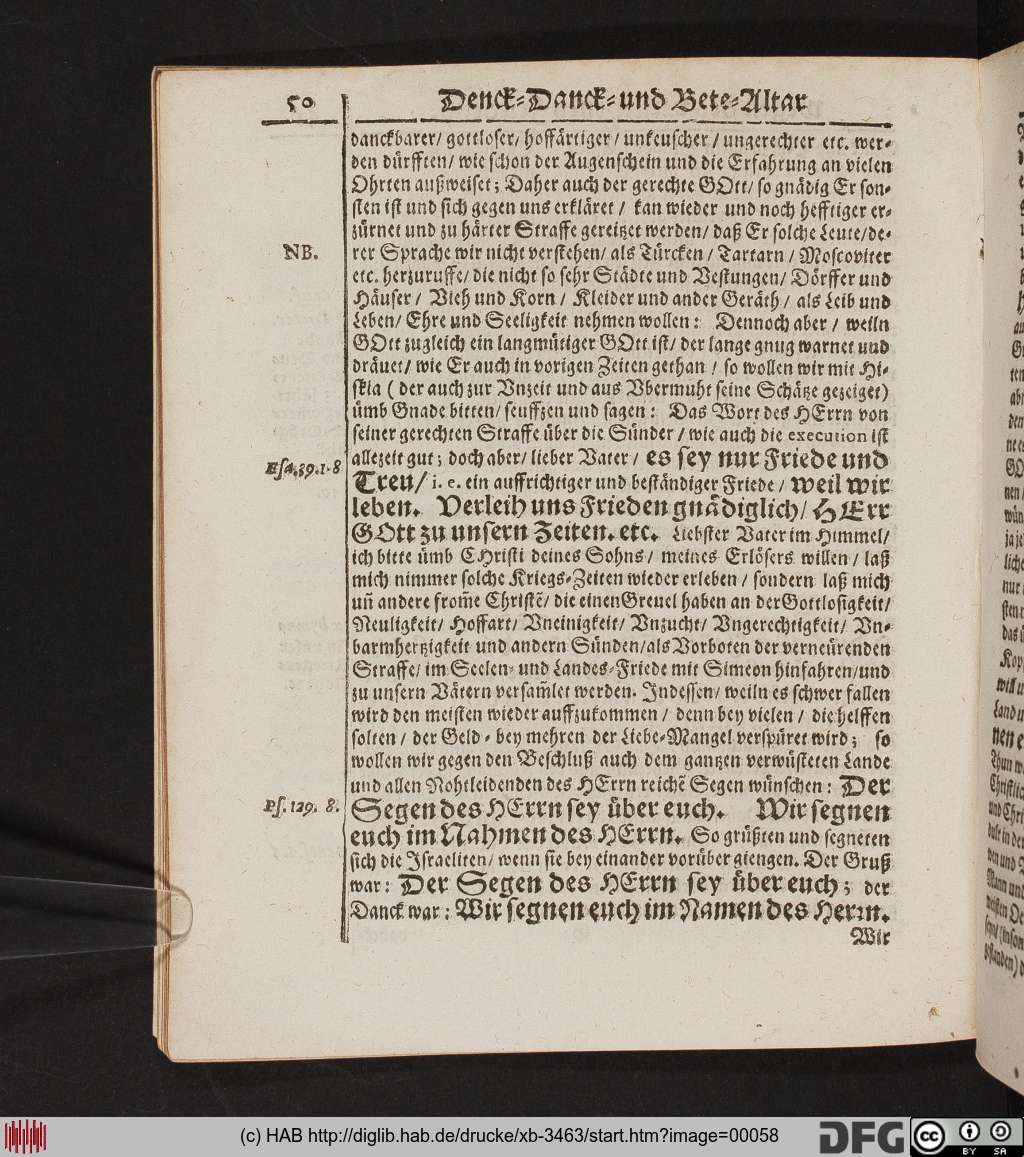 50
Denck-Danck- und Bete-Altar
danckbarer/ gottloser/ hoffärtiger / unkeuscher / ungerechter etc. wer-
den dürfften/ wie schon der Augenschein und die Erfahrung an vielen
Ohrten außweiset; Daher auch der gerechte GOtt/ so gnädig Er son-
sten ist und sich gegen uns erkläret / kan wieder und noch hefftiger er-
zürnet und zu härter Straffe gereitzet werden/ daß Er solche Leute/ de-
NB.
rer Sprache wir nicht verstehen/ als Türcken / Tartarn / Moscoviter
etc. herzuruffe/ die nicht so sehr Städte und Vestungen/ Dörffer und
Häuser / Vieh und Korn / Kleider und ander Geräth / als Leib und
Leben/ Ehre und Seeligkeit nehmen wollen: Dennoch aber / weiln
GOtt zugleich ein langmütiger GOtt ist/ der lange gnug warnet und
dräuet/ wie Er auch in vorigen Zeiten gethan / so wollen wir mit Hi-
skia ( der auch zur Vnzeit und aus Vbermuht seine Schätze gezeiget)
ümb Gnade bitten/ seuffzen und sagen: Das Wort des HErrn von
seiner gerechten Straffe über die Sünder / wie auch die execution ist
Esa. 39. 1. 8
allezeit gut; doch aber/ lieber Vater / es sey nur Friede und
Treu/ i. e. ein auffrichtiger und beständiger Friede / weil wir
leben. Verleih uns Frieden gnädiglich/ HErr
GOtt zu unsern Zeiten. etc. Liebster Vater im Himmel/
ich bitte ümb CHristi deines Sohns / meines Erlösers willen / laß
mich nimmer solche Kriegs-Zeiten wieder erleben / sondern laß mich
uñ andere from̃e Christẽ/ die einen Greuel haben an der Gottlosigkeit/
Neuligkeit/ Hoffart/ Vneinigkeit/ Vnzucht/ Vngerechtigkeit/ Vn-
barmhertzigkeit und andern Sünden/ als Vorboten der verneürenden
Straffe/ im Seelen- und Landes-Friede mit Simeon hinfahren/ und
zu unsern Vätern versam̃let werden. Indessen/ weiln es schwer fallen
wird den meisten wieder auffzukommen / denn bey vielen / die helffen
solten / der Geld - bey mehren der Liebe-Mangel verspüret wird; so
wollen wir gegen den Beschluß auch dem gantzen verwüsteten Lande
und allen Nohtleidenden des HErrn reichẽ Segen wünschen: Der
Ps. 129. 8.
Segen des HErrn sey über euch. Wir segnen
euch im Nahmen des HErrn. So grüßten und segneten
sich die Israeliten/ wenn sie bey einander vorüber giengen. Der Gruß
war: Der Segen des HErrn sey über euch; der
Danck war: Wir segnen euch im Namen des Herrn.
Wir
(c) HAB http://diglib.hab.de/drucke/xb-3463/start.htm?image=00058
DFG
cc BY SA